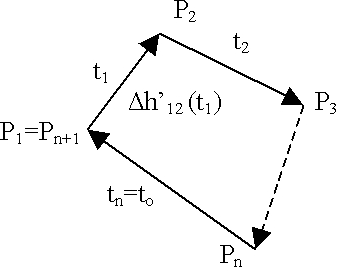 P2
t2
t1
Δh’12 (t1)
P3
P1=Pn+1
tn=to
Pn